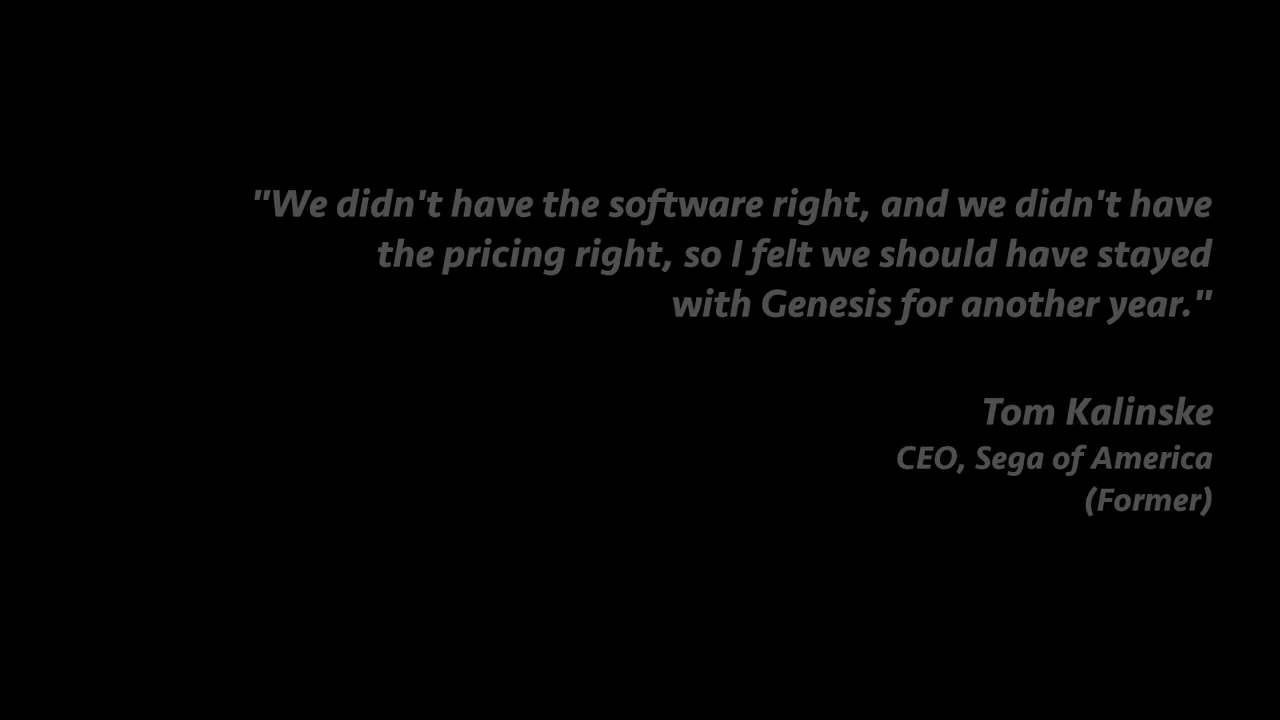 "We didn't have the software right, and we didn't have
the pricing right, so I felt we should have stayed
with Genesis for another year."
Tom Kalinske
CEO, Sega of America
(Former)